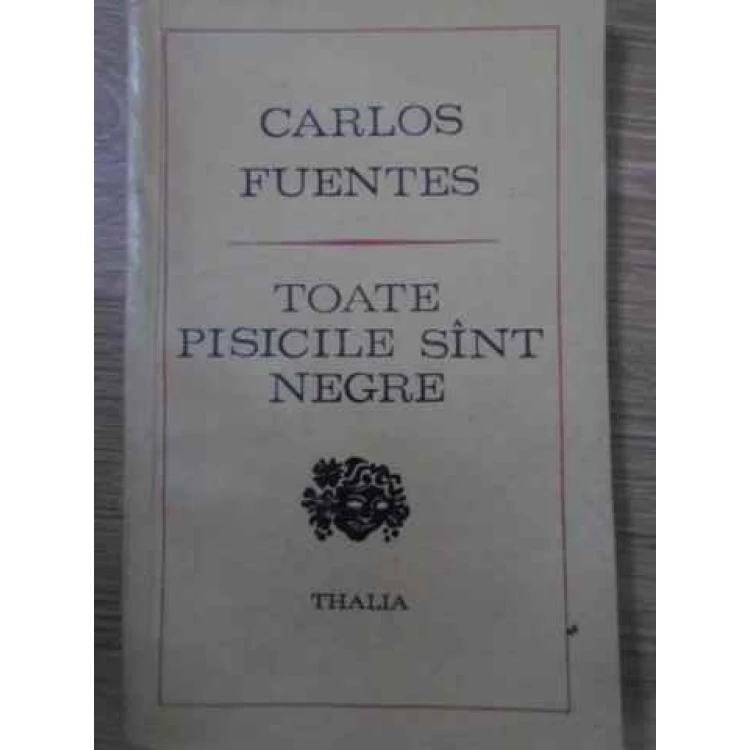 CARLOS
FUENTES
TOATE
PISICILE SÎNT
NEGRE
THALIA